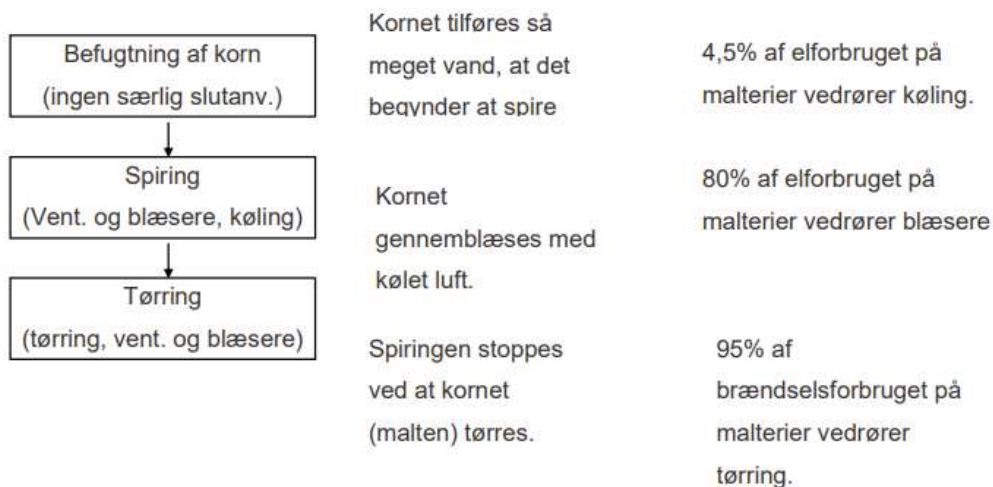 Befugtning af korn
(ingen særlig slutanv.)
Kornet tilføres så
meget vand, at det
begynder at spire
4,5% af elforbruget på
malterier vedrører køling.
Spiring
(Vent. og blæsere, køling)
Kornet
gennemblæses med
kølet luft.
80% af elforbruget på
malterier vedrører blæsere
Tørring
(tørring, vent. og blæsere)
Spiringen stoppes
ved at kornet
(malten) tørres.
95% af
brændselsforbruget på
malterier vedrører
tørring.